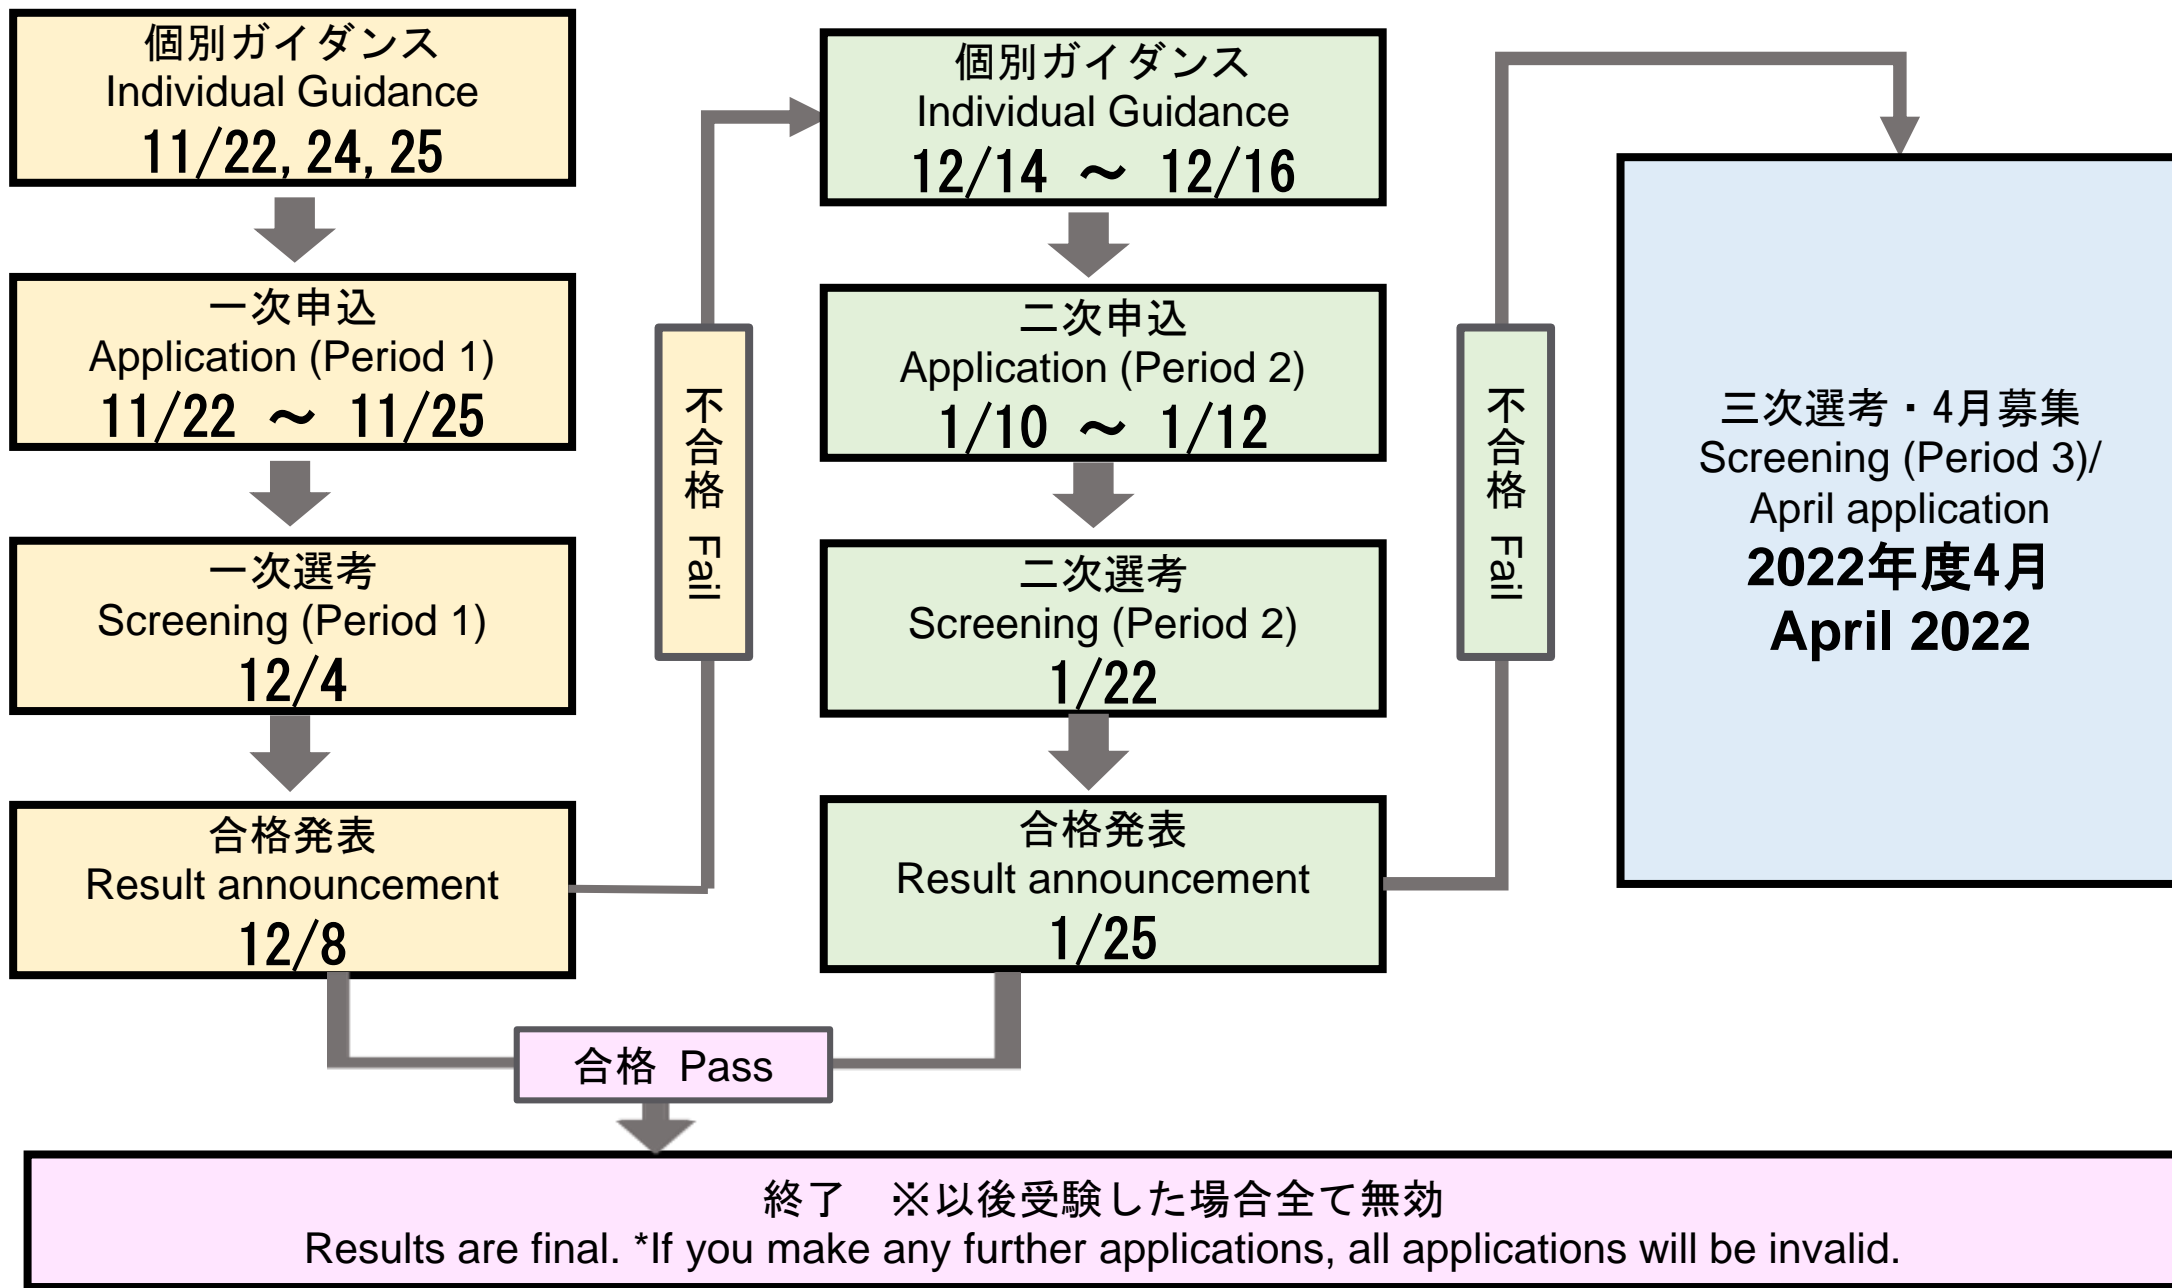 個別ガイダンス
Individual Guidance
11/22, 24, 25
一次申込
Application (Period 1)
11/22 ～ 11/25
一次選考
Screening (Period 1)
12/4
合格発表
Result announcement
12/8
不合格 Fail
個別ガイダンス
Individual Guidance
12/14 ～ 12/16
二次申込
Application (Period 2)
1/10 ～ 1/12
二次選考
Screening (Period 2)
1/22
合格発表
Result announcement
1/25
不合格 Fail
三次選考・4月募集
Screening (Period 3)/
April application
2022年度4月
April 2022
合格 Pass
終了　※以後受験した場合全て無効
Results are final. *If you make any further applications, all applications will be invalid.